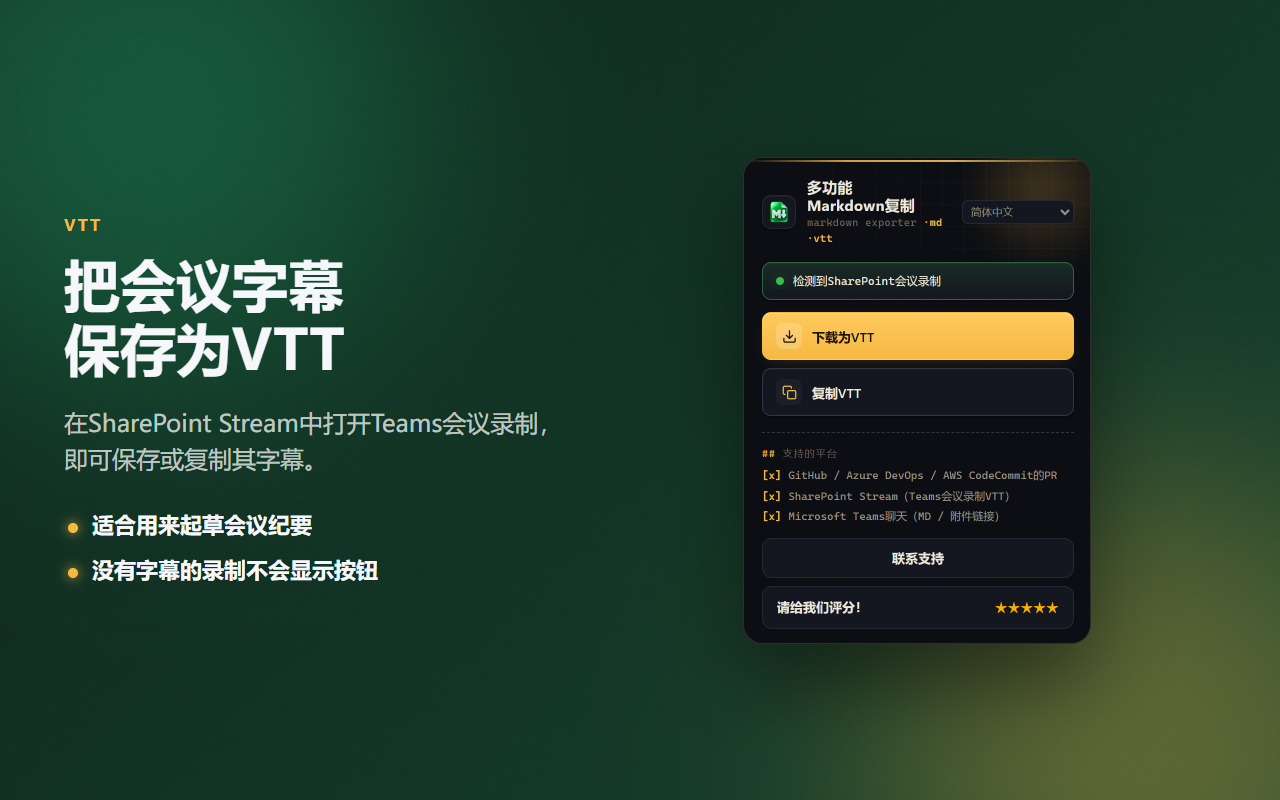 VTT
把会议字幕
保存为VTT
在SharePoint Stream中打开Teams会议录制，
即可保存或复制其字幕。
适合用来起草会议纪要
没有字幕的录制不会显示按钮
M↓
多功能
Markdown复制
markdown exporter ·md
·vtt
简体中文
检测到SharePoint会议录制
下载为VTT
复制VTT
## 支持的平台
[x] GitHub / Azure DevOps / AWS CodeCommit的PR
[x] SharePoint Stream（Teams会议录制VTT）
[x] Microsoft Teams聊天（MD / 附件链接）
联系支持
请给我们评分！ ★★★★★